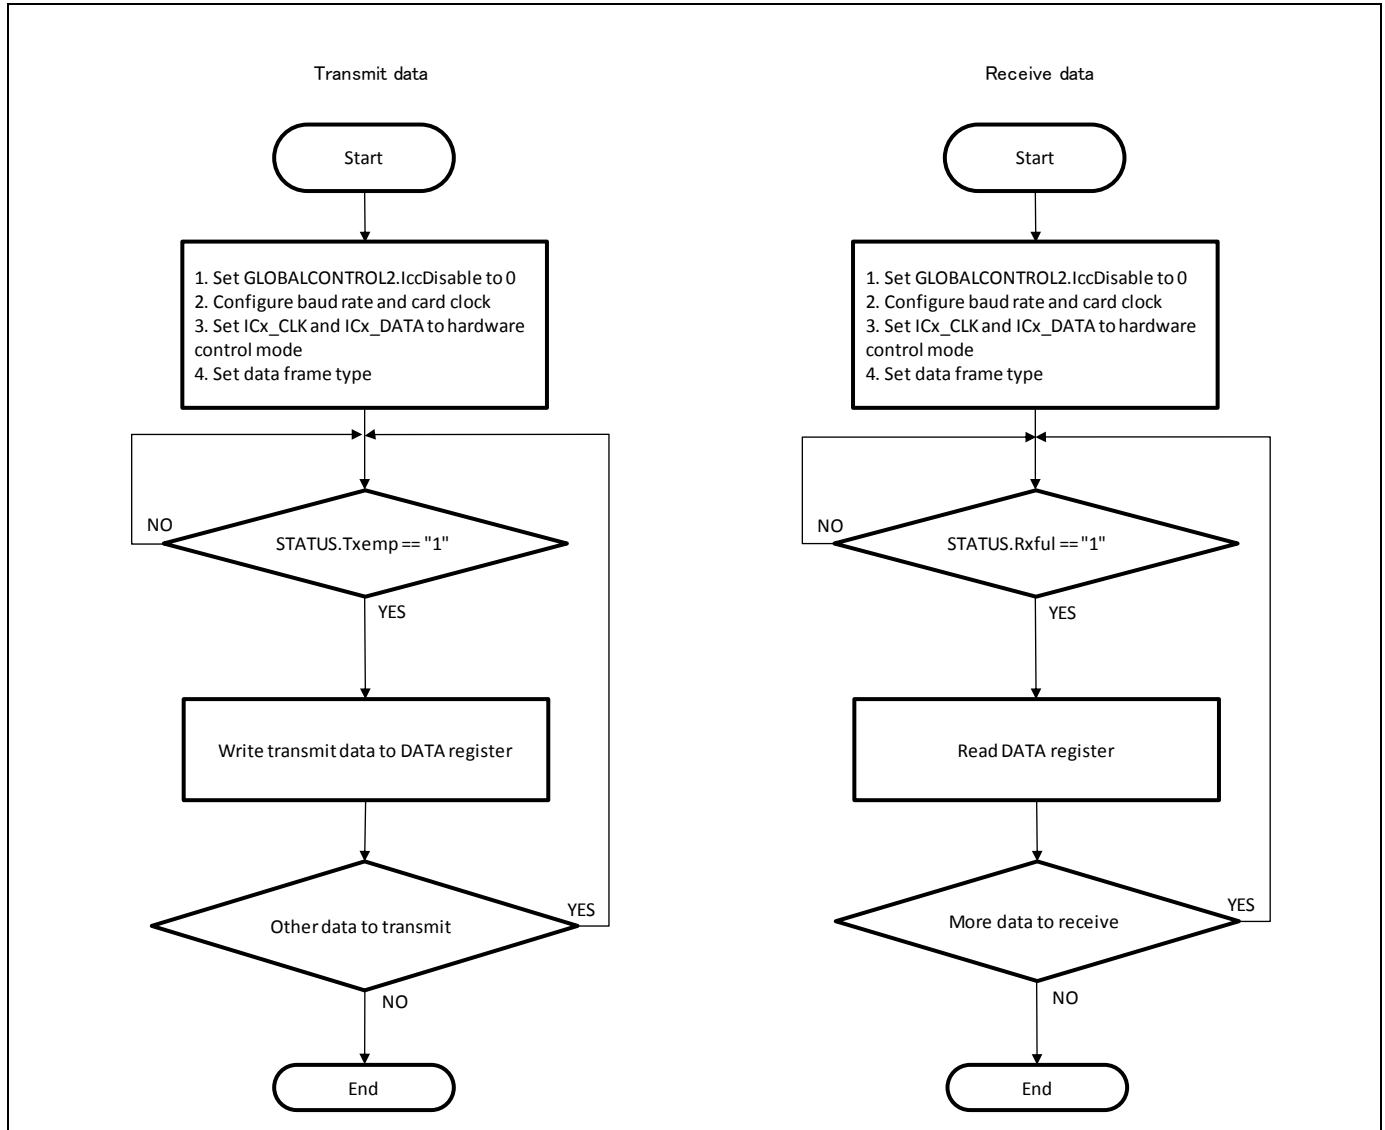 Transmit data
Start
1. Set GLOBALCONTROL2.IccDisable to 0
2. Configure baud rate and card clock
3. Set ICx_CLK and ICx_DATA to hardware
control mode
4. Set data frame type
NO
STATUS.Txemp == "1"
YES
Write transmit data to DATA register
YES
Other data to transmit
NO
End
Receive data
Start
1. Set GLOBALCONTROL2.IccDisable to 0
2. Configure baud rate and card clock
3. Set ICx_CLK and ICx_DATA to hardware
control mode
4. Set data frame type
NO
STATUS.Rxful == "1"
YES
Read DATA register
YES
More data to receive
NO
End